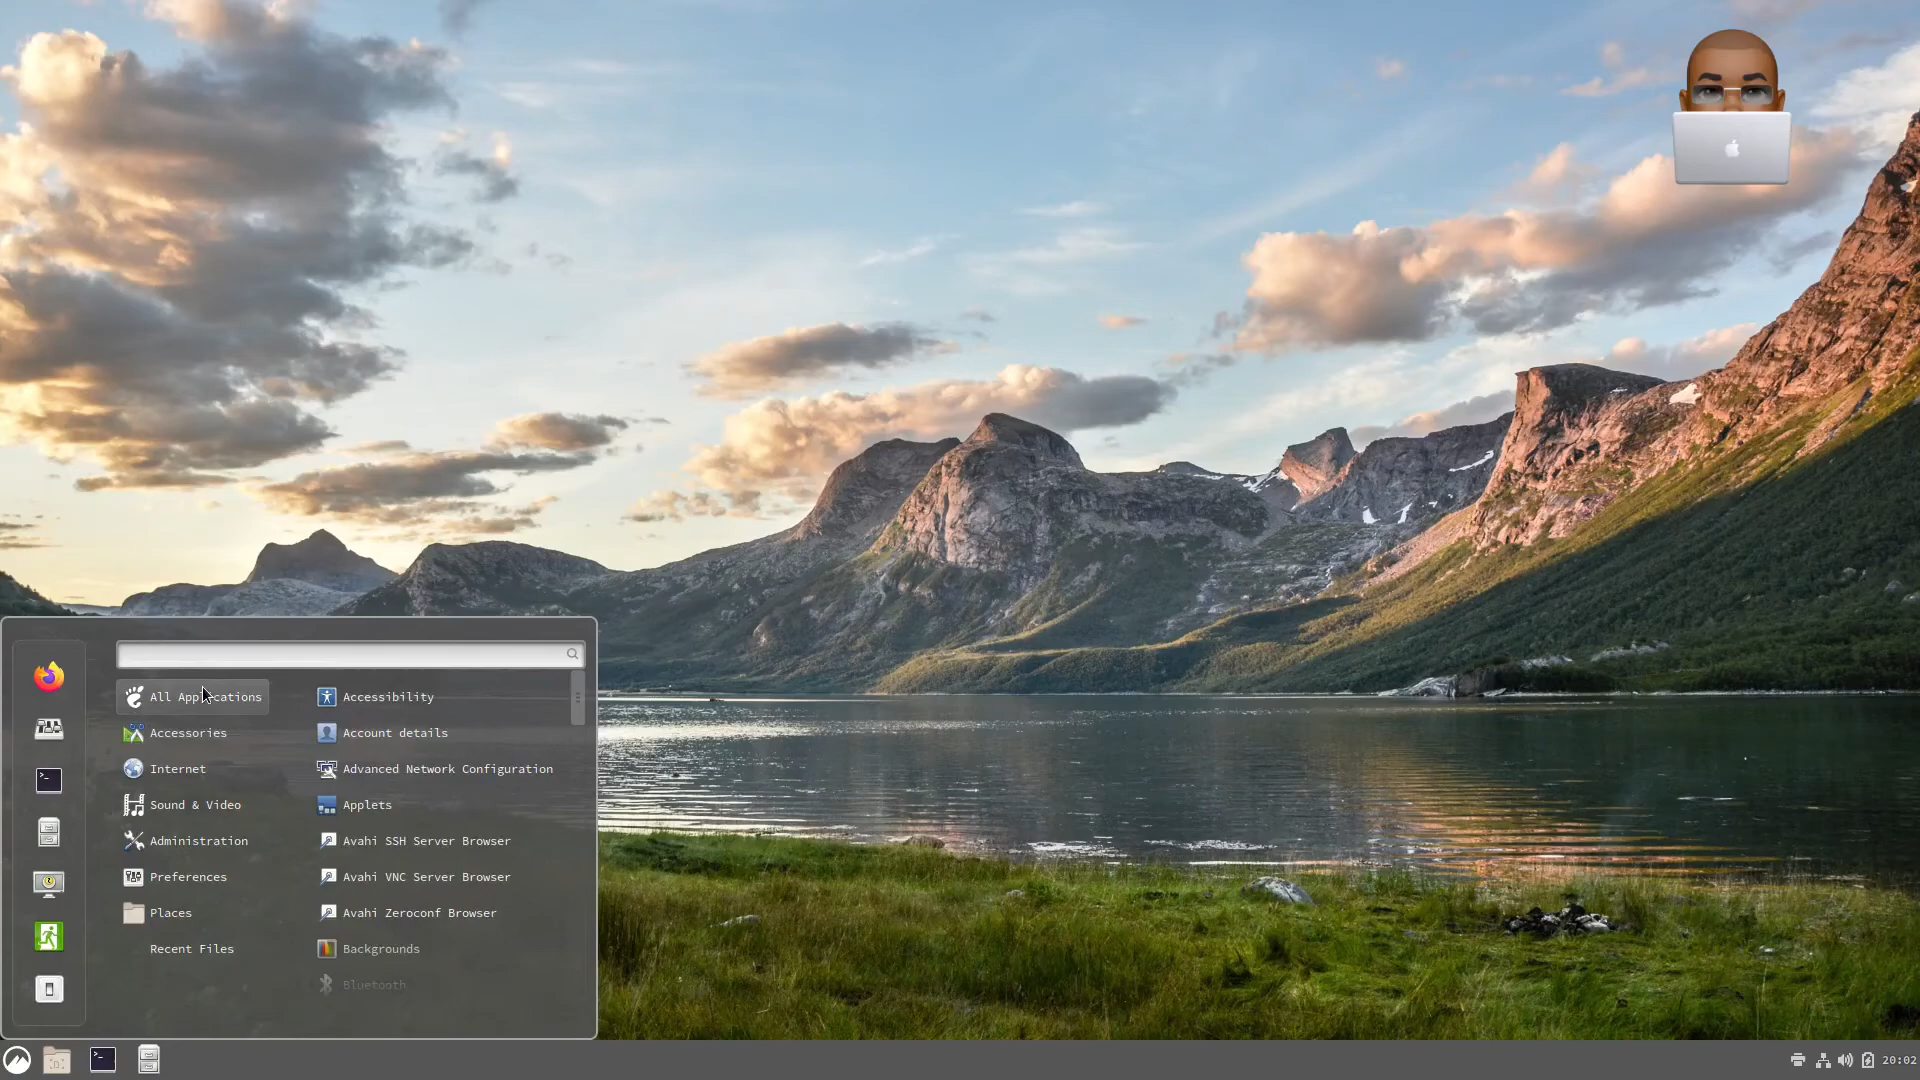 All Applications
Accessories
Internet
Sound & Video
Administration
Preferences
Places
Recent Files
Accessibility
Account details
Advanced Network Configuration
Applets
Avahi SSH Server Browser
Avahi VNC Server Browser
Avahi Zeroconf Browser
Backgrounds
Bluetooth
20:02